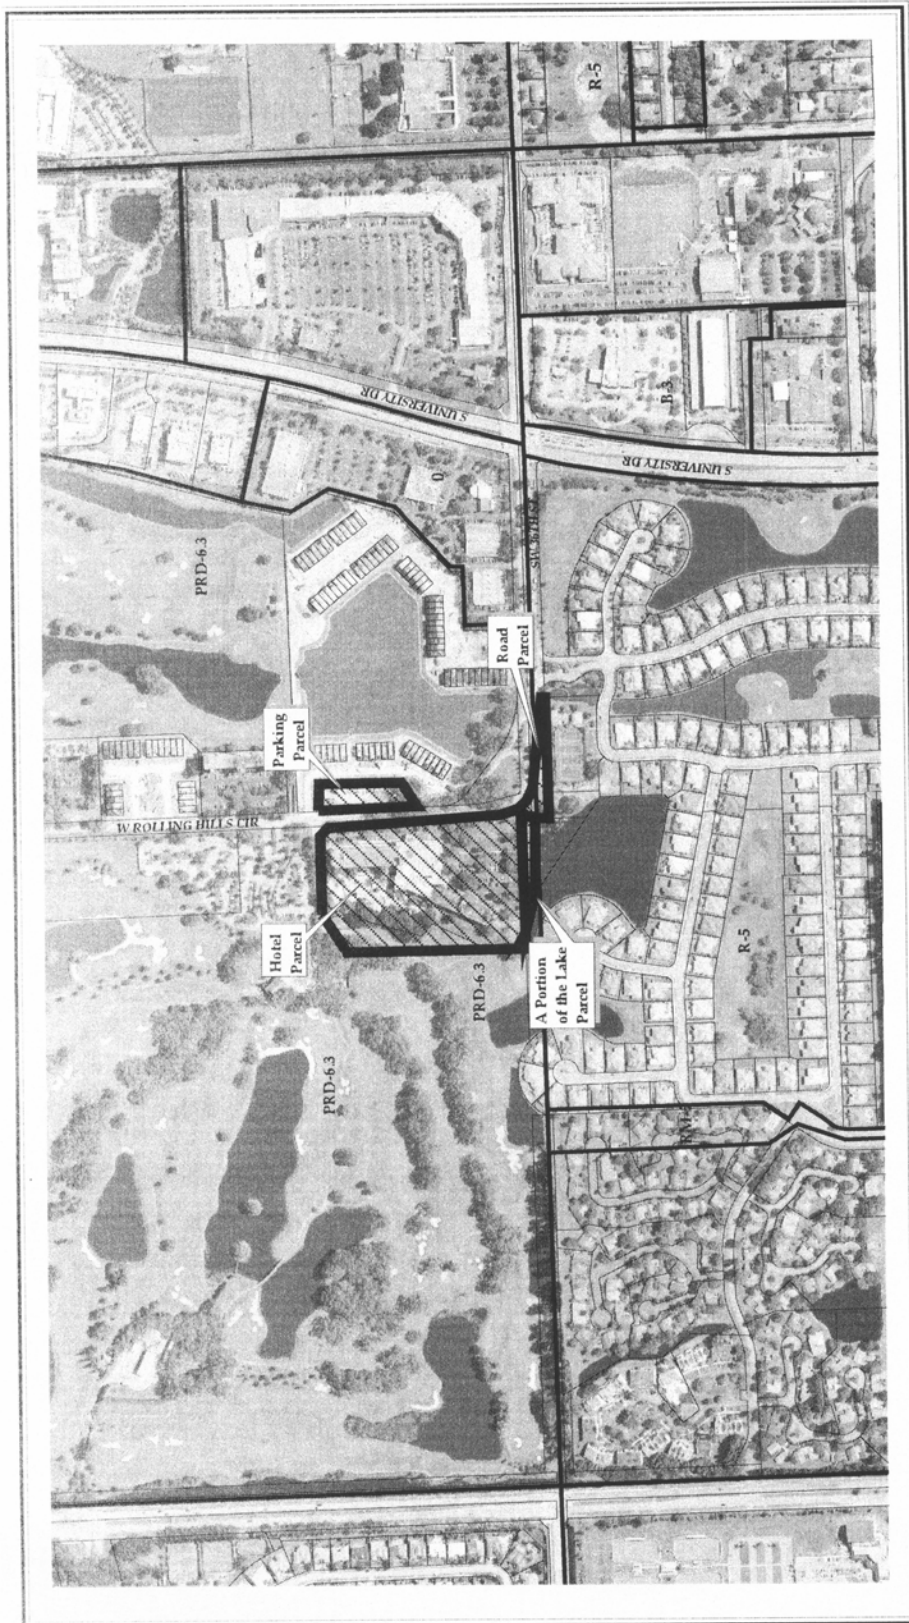 R-5
S UNIVERSITY DR
B-3
S UNIVERSITY DR
O
PRD-6.3
Road
Parcel
Parking
Parcel
W ROLLING HILLS CIR
Hotel
Parcel
PRD-6.3
A Portion
of the Lake
Parcel
PRD-6.3
R-5